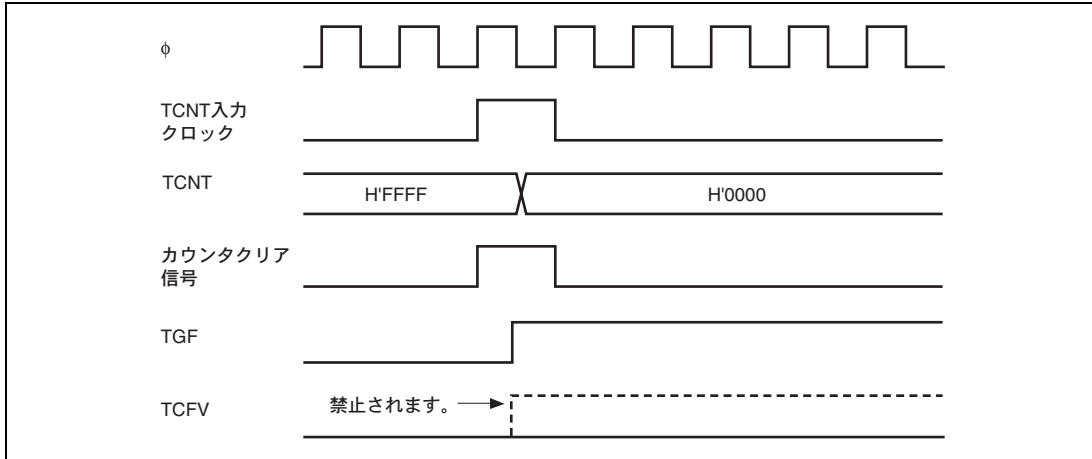 φ
TCNT入力
クロック
TCNT
H'FFFF
H'0000
カウンタクリア
信号
TGF
TCFV
禁止されます。